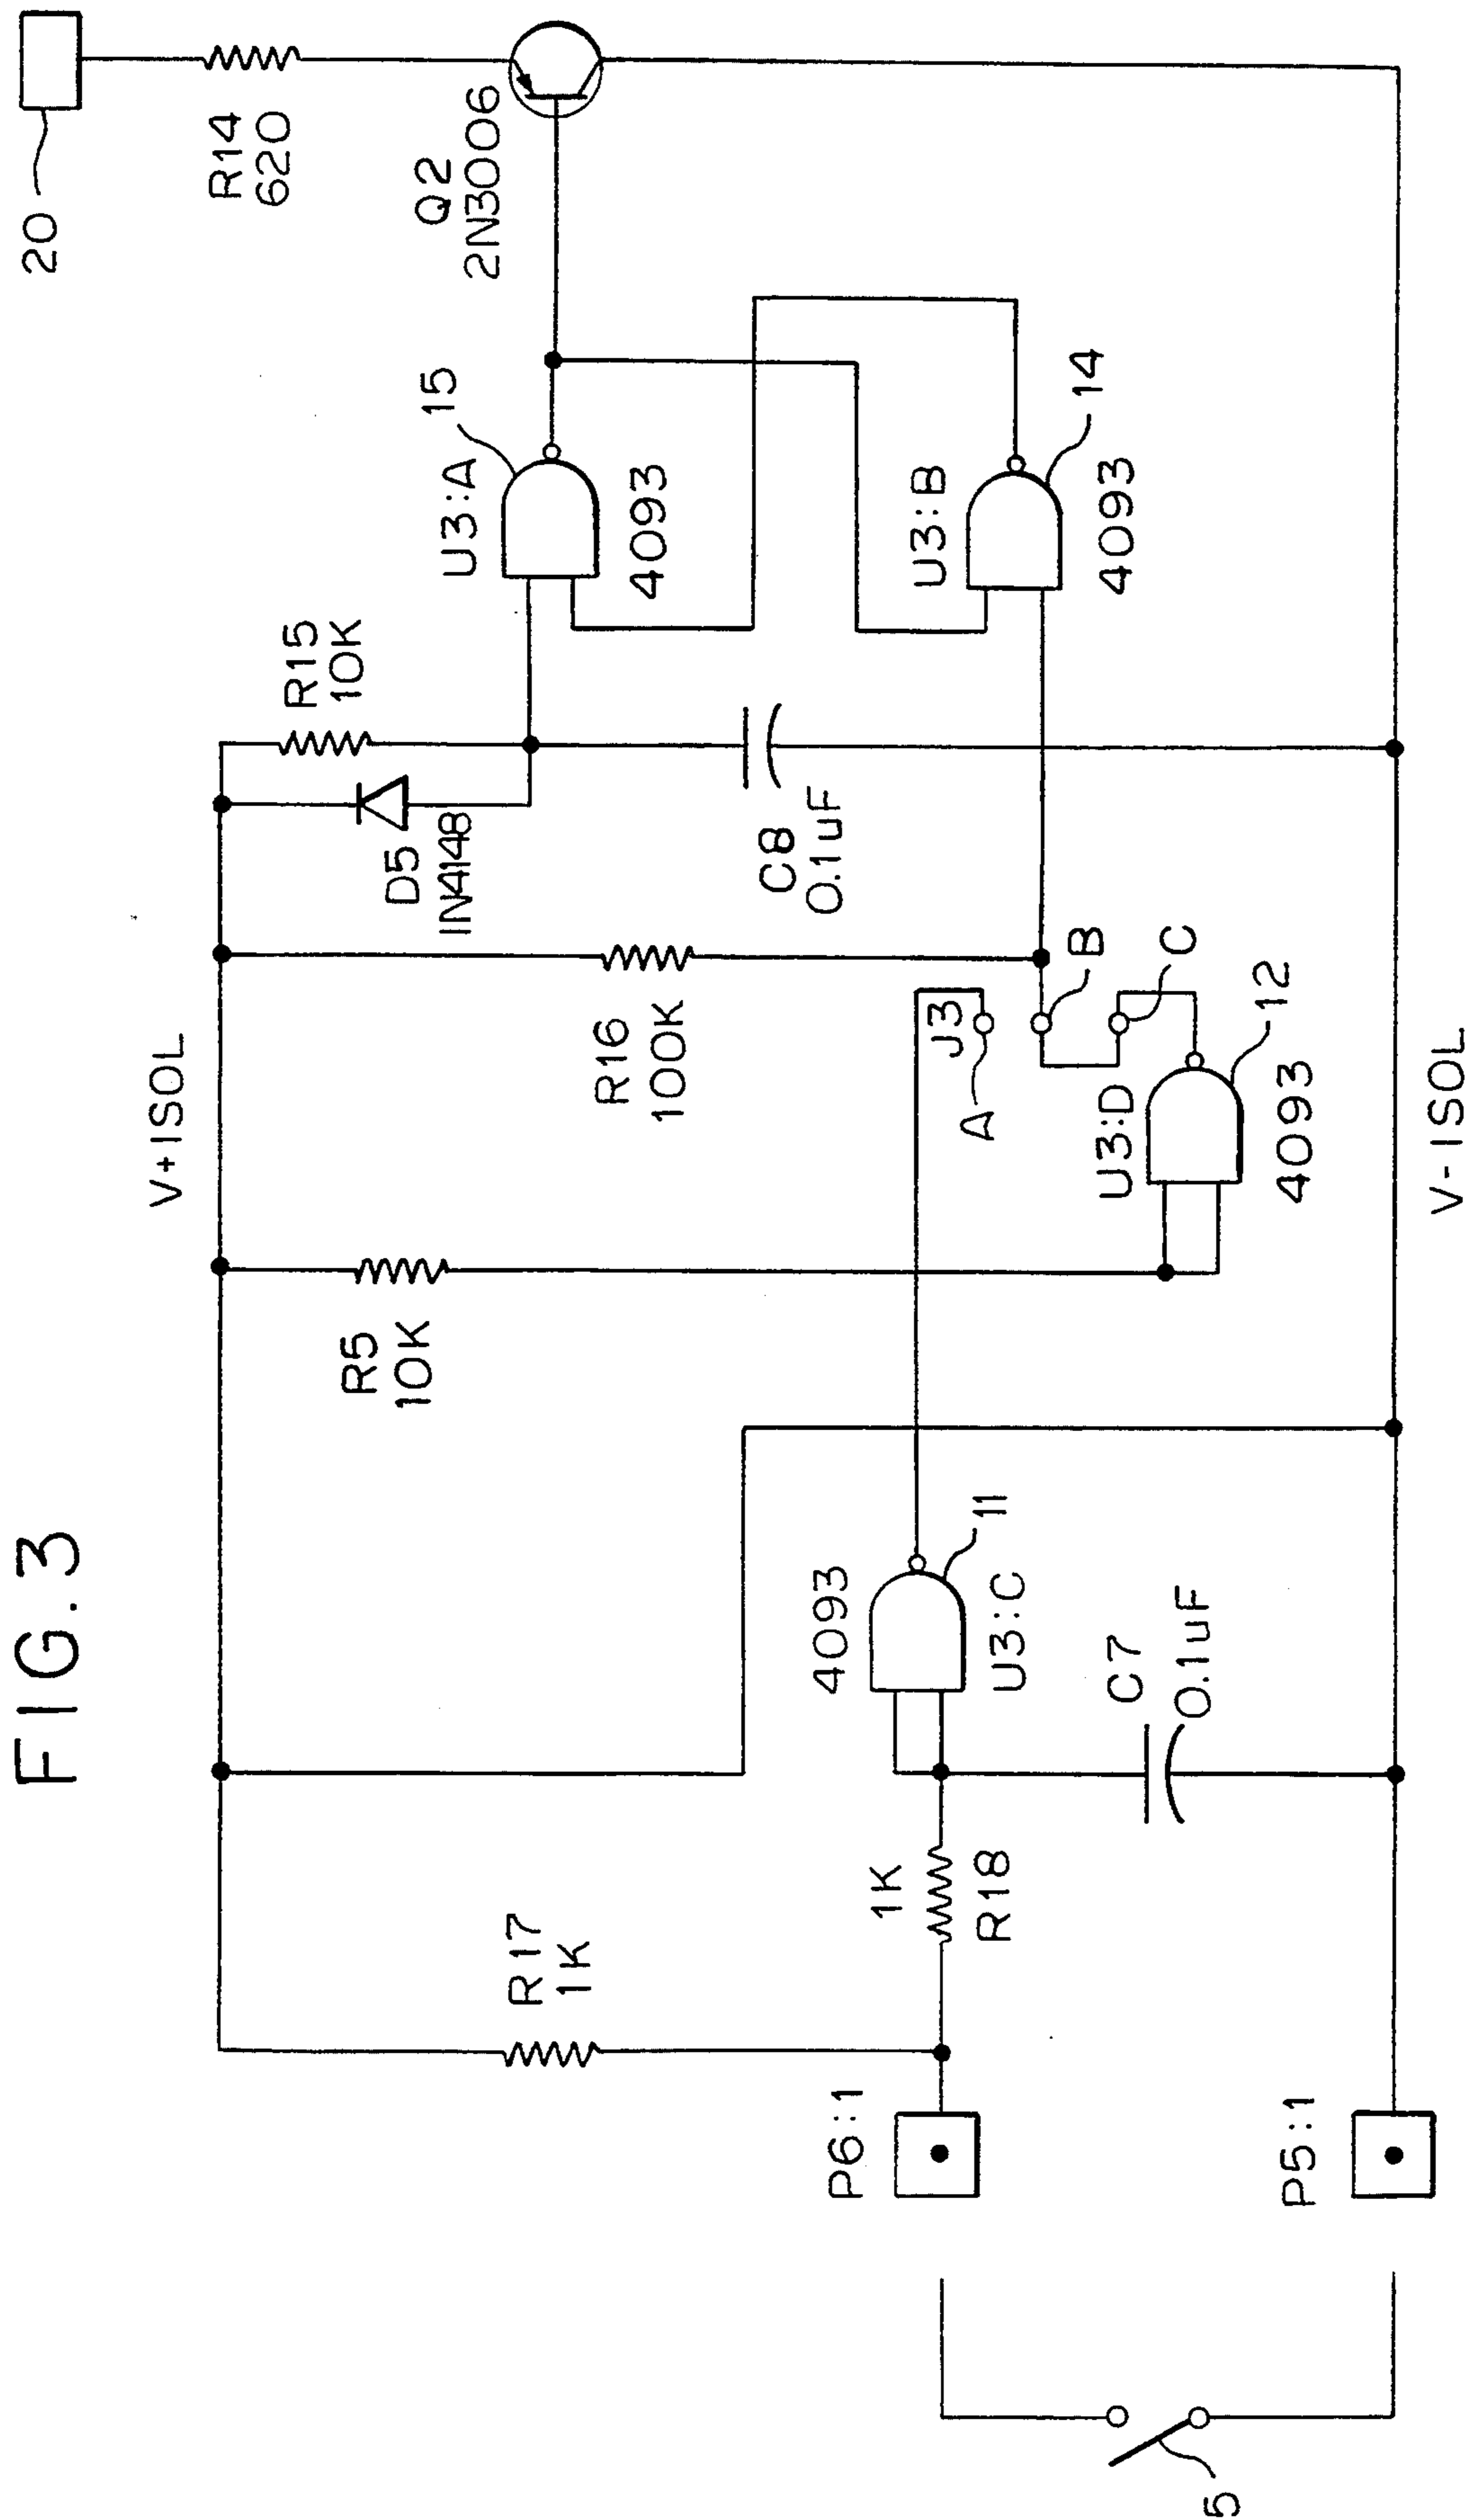 FIG. 3
V+ISOL
20
R14
620
Q2
2N3006
15
U3:A
4093
U3:B
14
4093
R15
10K
D5
IN4148
C8
0.1uF
R16
100K
J3
A
B
C
12
U3:D
4093
R5
10K
11
4093
U3:C
C7
0.1uF
1K
R18
R17
1K
P6:1
P5:1
5
V-ISOL